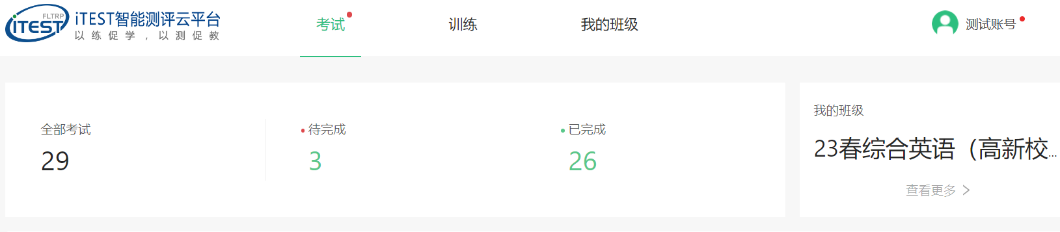 FLTRP
iTEST
iTEST智能测评云平台
以练促学，以测促教
考试
训练
我的班级
测试账号
全部考试
29
待完成
3
已完成
26
我的班级
23春综合英语（高新校...
查看更多 >